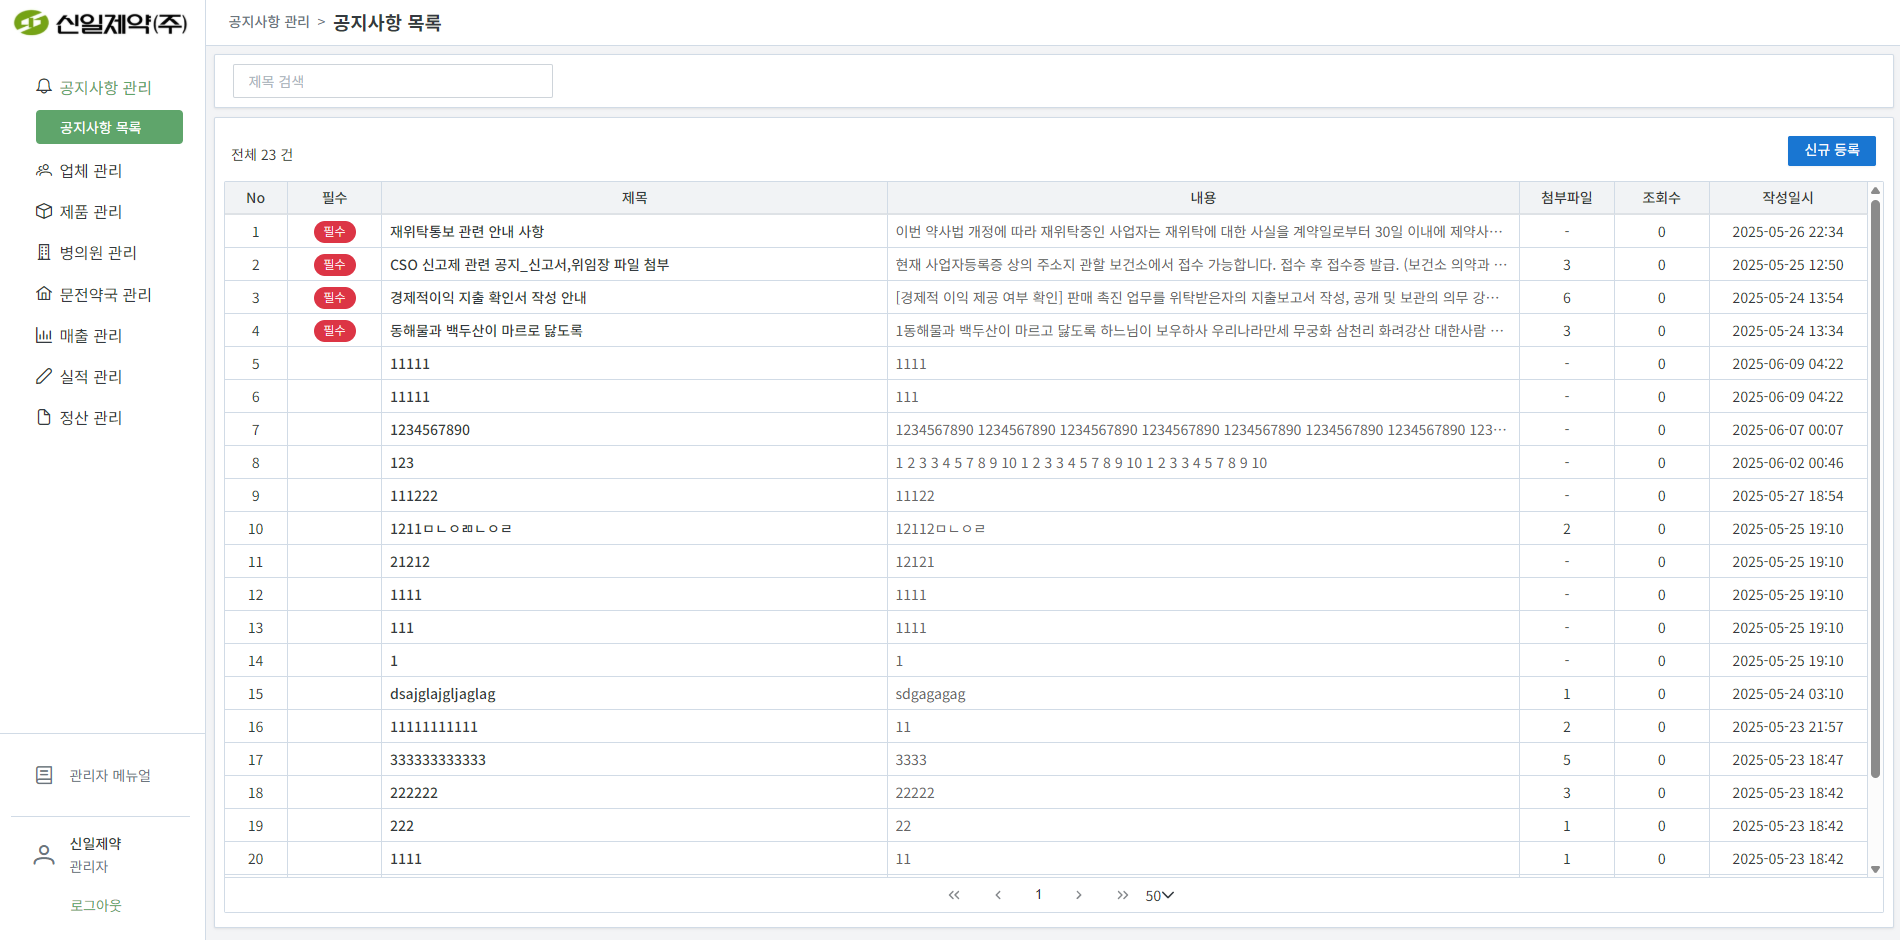 신일제약(주)
공지사항 관리 > 공지사항 목록
공지사항 관리
공지사항 목록
업체 관리
제품 관리
병의원 관리
문전약국 관리
매출 관리
실적 관리
정산 관리
관리자 메뉴얼
신일제약
관리자
로그아웃
제목 검색
전체 23 건
신규 등록
No 필수 제목 내용 첨부파일 조회수 작성일시
1 필수 재위탁통보 관련 안내 사항 이번 약사법 개정에 따라 재위탁중인 사업자는 재위탁에 대한 사실을 계약일로부터 30일 이내에 제약사··· - 0 2025-05-26 22:34
2 필수 CSO 신고제 관련 공지_신고서,위임장 파일 첨부 현재 사업자등록증 상의 주소지 관할 보건소에서 접수 가능합니다. 접수 후 접수증 발급. (보건소 의약과 ··· 3 0 2025-05-25 12:50
3 필수 경제적이익 지출 확인서 작성 안내 [경제적 이익 제공 여부 확인] 판매 촉진 업무를 위탁받은자의 지출보고서 작성, 공개 및 보관의 의무 강··· 6 0 2025-05-24 13:54
4 필수 동해물과 백두산이 마르로 닳도록 1동해물과 백두산이 마르고 닳도록 하느님이 보우하사 우리나라만세 무궁화 삼천리 화려강산 대한사람 ··· 3 0 2025-05-24 13:34
5 11111 1111 - 0 2025-06-09 04:22
6 11111 111 - 0 2025-06-09 04:22
7 1234567890 1234567890 1234567890 1234567890 1234567890 1234567890 1234567890 1234567890 123··· - 0 2025-06-07 00:07
8 123 1 2 3 3 4 5 7 8 9 10 1 2 3 3 4 5 7 8 9 10 1 2 3 3 4 5 7 8 9 10 - 0 2025-06-02 00:46
9 111222 11122 - 0 2025-05-27 18:54
10 1211ㅁㄴㅇㄻㄴㅇㄹ 12112ㅁㄴㅇㄹ 2 0 2025-05-25 19:10
11 21212 12121 - 0 2025-05-25 19:10
12 1111 1111 - 0 2025-05-25 19:10
13 111 1111 - 0 2025-05-25 19:10
14 1 1 - 0 2025-05-25 19:10
15 dsajglajgljaglag sdgagagag 1 0 2025-05-24 03:10
16 11111111111 11 2 0 2025-05-23 21:57
17 333333333333 3333 5 0 2025-05-23 18:47
18 222222 22222 3 0 2025-05-23 18:42
19 222 22 1 0 2025-05-23 18:42
20 1111 11 1 0 2025-05-23 18:42
« ‹ 1 › » 50